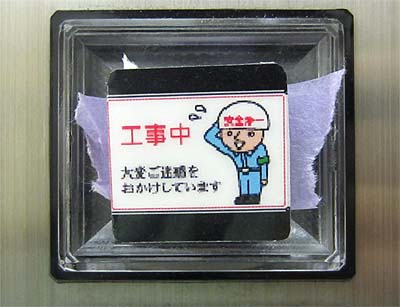 工事中
安全第一
大変ご迷惑を
おかけしています